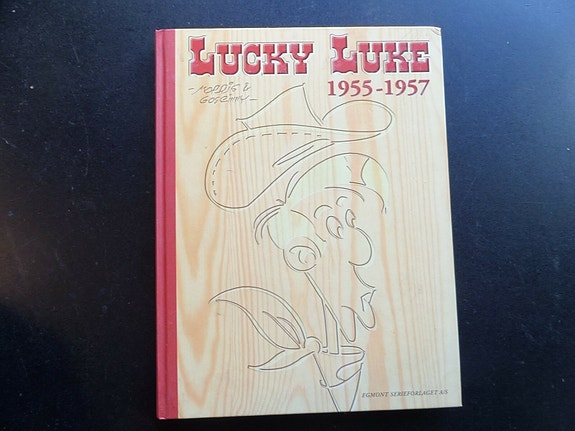 LUCKY LUKE
1955-1957
-MORRIS &
GOSCINNY-
EGMONT SERIEFORLAGET A/S